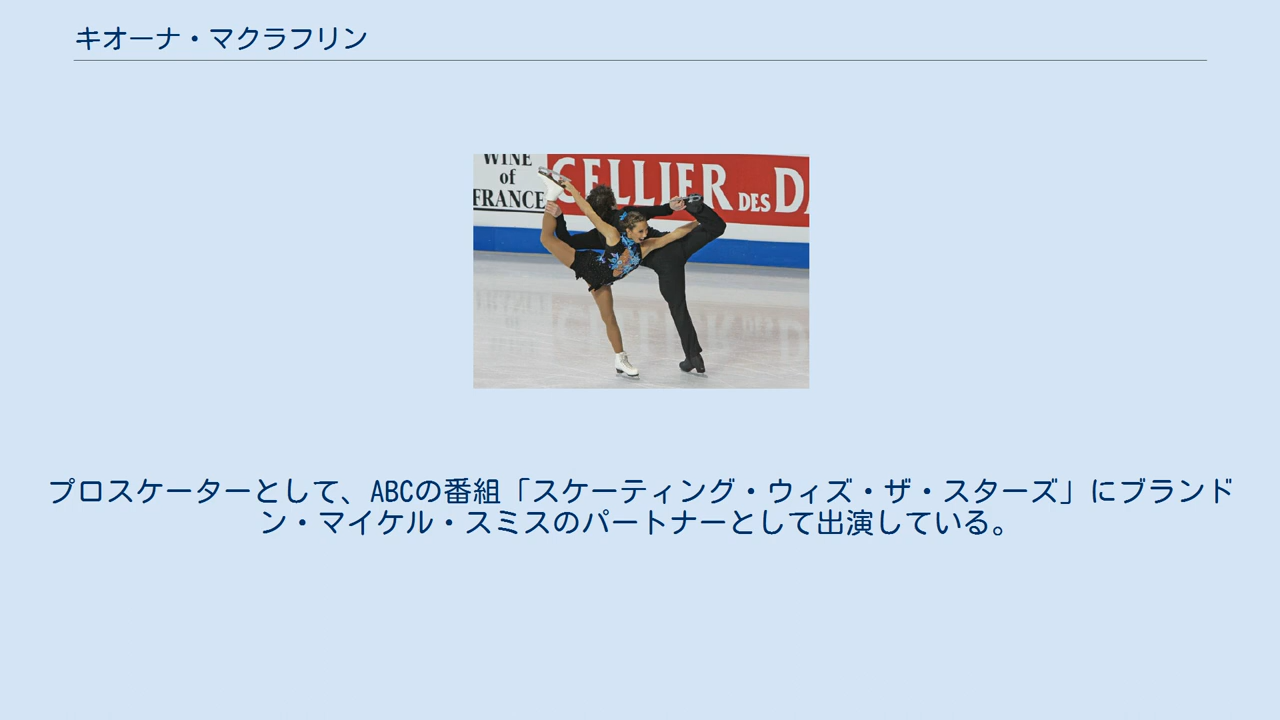 キオーナ・マクラフリン
WINE
of
FRANCE
CELLIER DES DA
プロスケーターとして、ABCの番組「スケーティング・ウィズ・ザ・スターズ」にブランド
ン・マイケル・スミスのパートナーとして出演している。